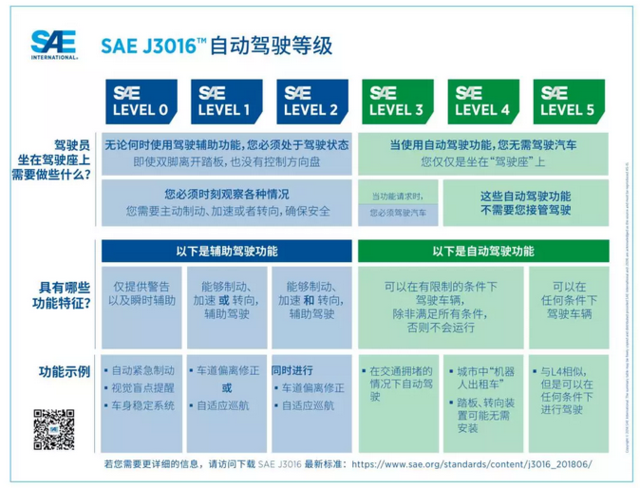 SAE
INTERNATIONAL®
SAE J3016™自动驾驶等级
SAE
LEVEL 0
SAE
LEVEL 1
SAE
LEVEL 2
SAE
LEVEL 3
SAE
LEVEL 4
SAE
LEVEL 5
驾驶员
坐在驾驶座上
需要做些什么?
无论何时使用驾驶辅助功能，您必须处于驾驶状态
即使双脚离开踏板，也没有控制方向盘
当使用自动驾驶功能，您无需驾驶汽车
您仅仅是坐在“驾驶座”上
您必须时刻观察各种情况
您需要主动制动、加速或者转向，确保安全
当功能请求时，
您必须驾驶汽车
这些自动驾驶功能
不需要您接管驾驶
以下是辅助驾驶功能
以下是自动驾驶功能
具有哪些
功能特征?
仅提供警告
以及瞬时辅助
能够制动、
加速 或 转向，
辅助驾驶
能够制动、
加速 和 转向，
辅助驾驶
可以在有限制的条件下
驾驶车辆，
除非满足所有条件，
否则不会运行
可以在
任何条件下
驾驶车辆
功能示例
• 自动紧急制动
• 视觉盲点提醒
• 车身稳定系统
• 车道偏离修正
或
• 自适应巡航
同时进行
• 车道偏离修正
• 自适应巡航
• 在交通拥堵的
情况下自动驾
驶
• 城市中“机器
人出租车”
• 踏板、转向装
置可能无需
安装
• 与L4相似，
但是可以在
任何条件下
进行驾驶
若您需要更详细的信息，请访问下载 SAE J3016 最新标准：https://www.sae.org/standards/content/j3016_201806/